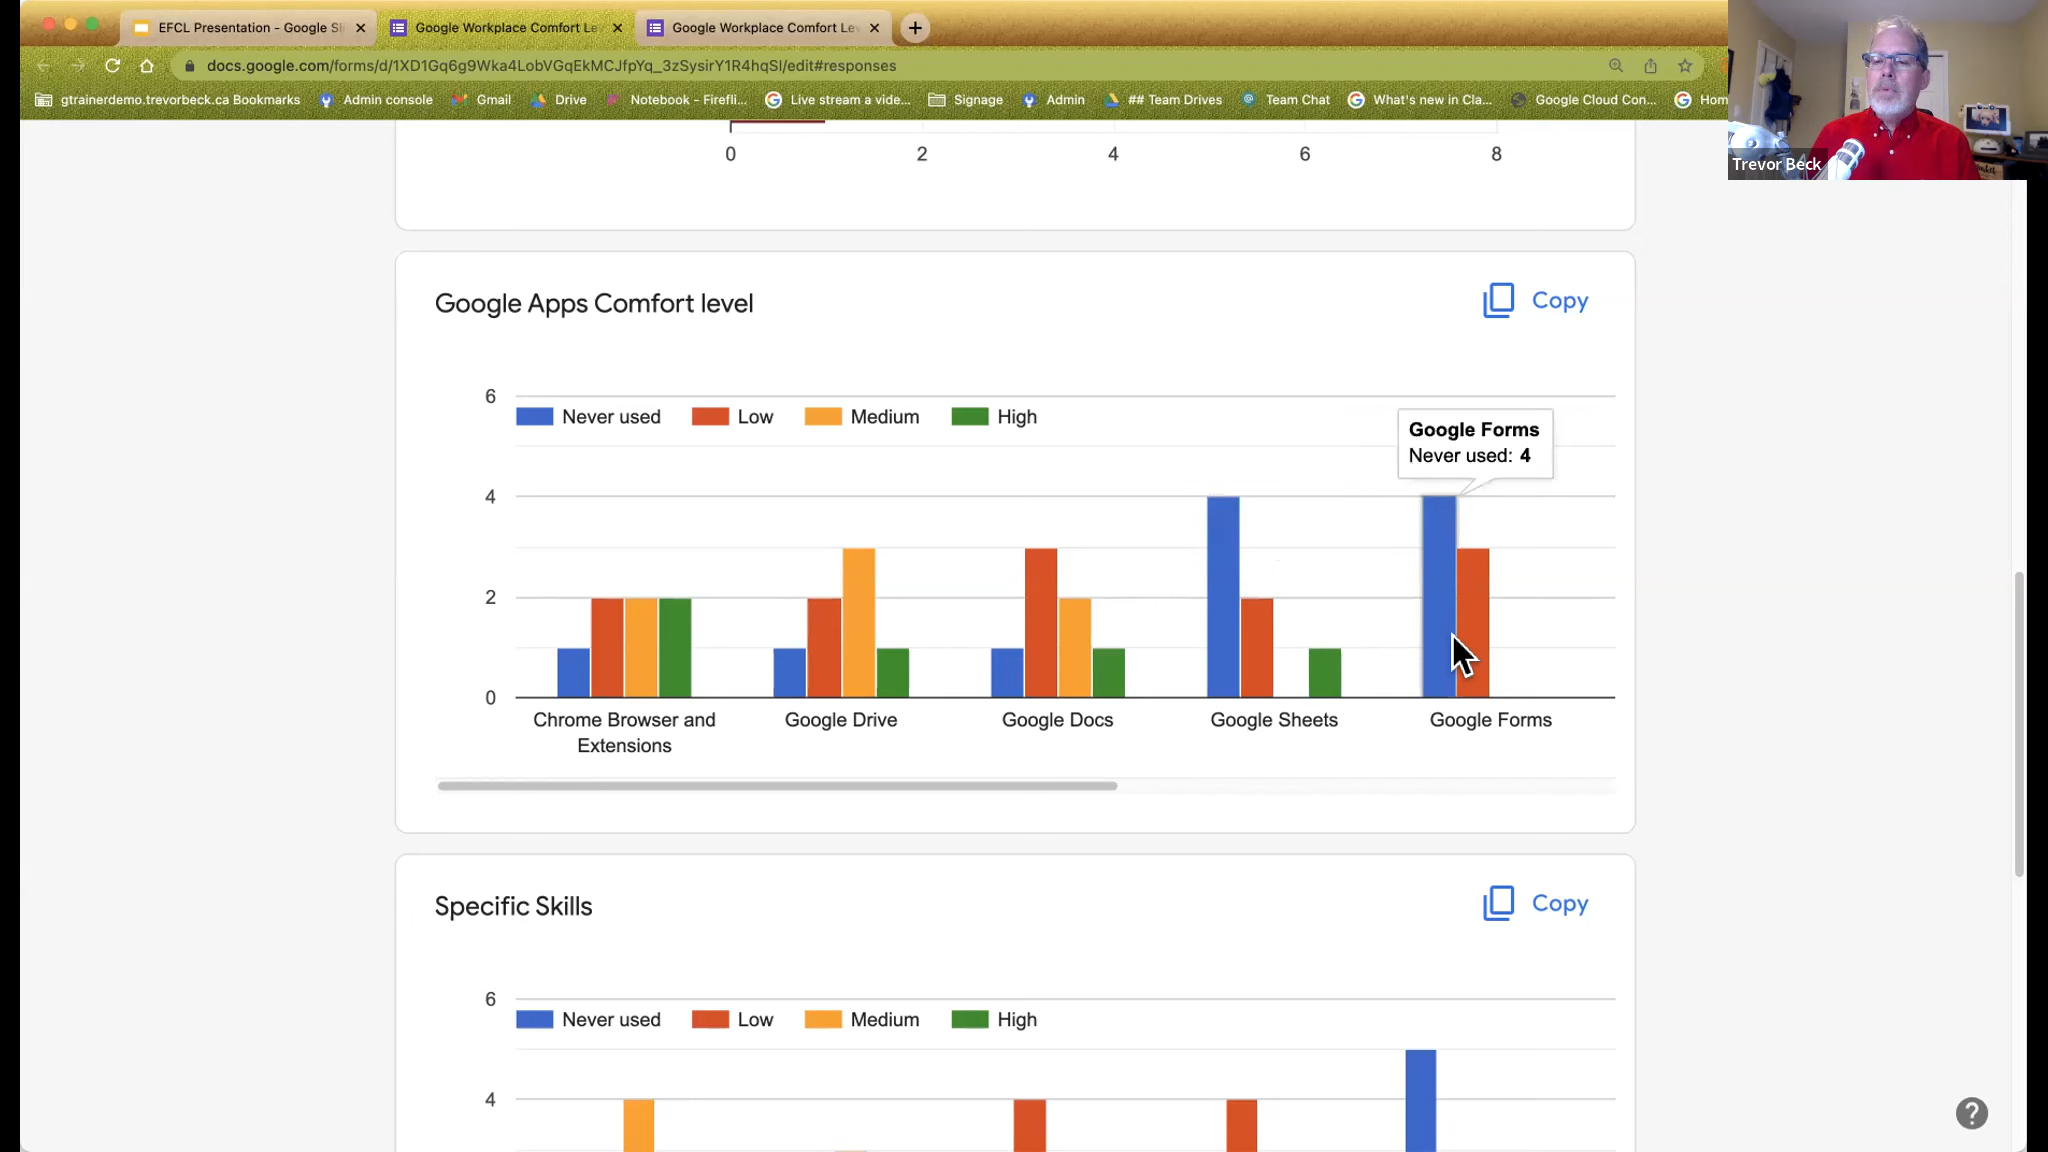 EFCL Presentation - Google Sl
Google Workplace Comfort Le
Google Workplace Comfort Lev
docs.google.com/forms/d/1XD1Gq6g9Wka4LobVGqEkMCJfpYq_3zSysirY1R4hqSI/edit#responses
gtrainerdemo.trevorbeck.ca Bookmarks Admin console Gmail Drive Notebook - Firefli... Live stream a vide... Signage Admin ## Team Drives Team Chat What's new in Cla... Google Cloud Con... Hom
Trevor Beck
0 2 4 6 8
Google Apps Comfort level
Copy
6
Never used Low Medium High
Google Forms
Never used: 4
4
2
0
Chrome Browser and
Extensions
Google Drive
Google Docs
Google Sheets
Google Forms
Specific Skills
Copy
6
Never used Low Medium High
4
?